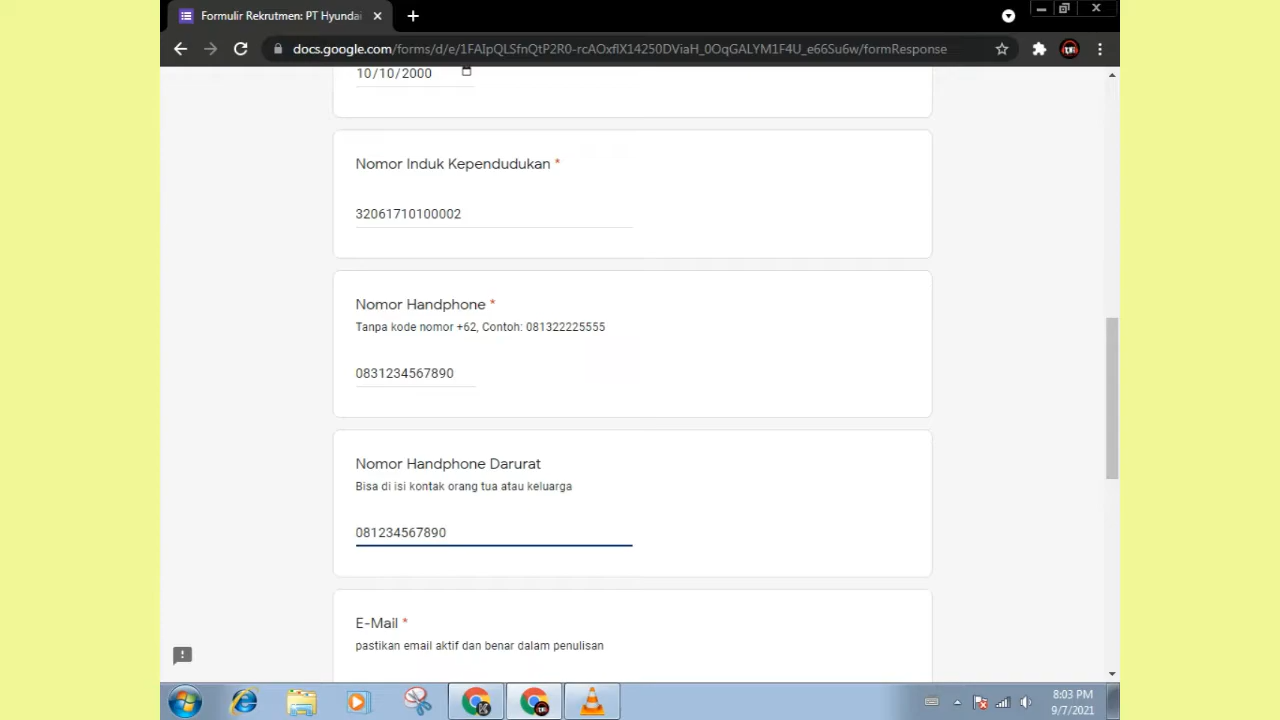 Formulir Rekrutmen: PT Hyundai
docs.google.com/forms/d/e/1FAIpQLSfnQtP2R0-rcAOxflX14250DViaH_0OqGALYM1F4U_e66Su6w/formResponse
10/10/2000
Nomor Induk Kependudukan *
32061710100002
Nomor Handphone *
Tanpa kode nomor +62, Contoh: 081322225555
0831234567890
Nomor Handphone Darurat
Bisa di isi kontak orang tua atau keluarga
081234567890
E-Mail *
pastikan email aktif dan benar dalam penulisan
8:03 PM
9/7/2021